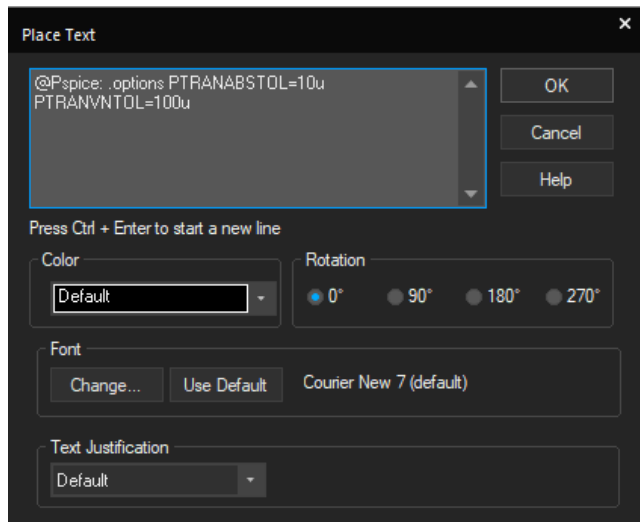 Place Text
×
@Pspice: .options PTRANABSTOL=10u
PTRANVNTOL=100u
OK
Cancel
Help
Press Ctrl + Enter to start a new line
Color
Default
Rotation
0° 90° 180° 270°
Font
Change... Use Default Courier New 7 (default)
Text Justification
Default